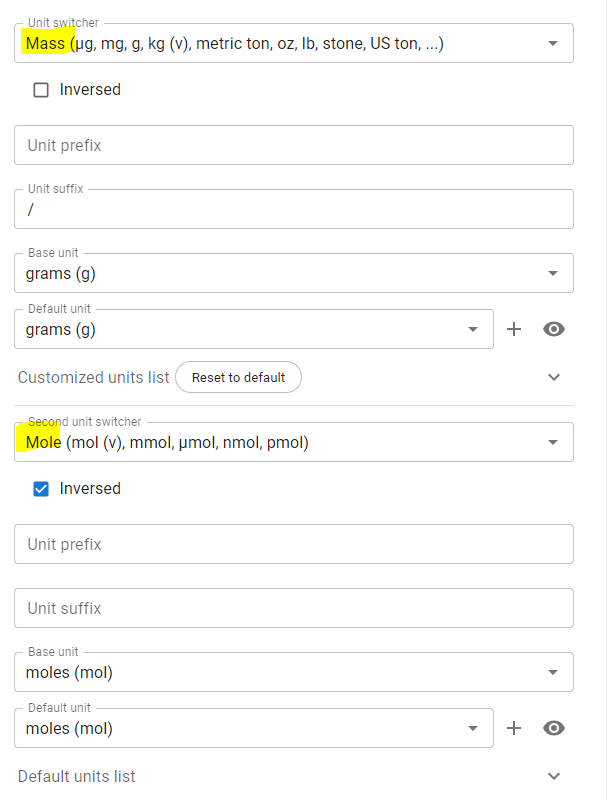 Unit switcher
Mass (μg, mg, g, kg (v), metric ton, oz, lb, stone, US ton, ...)
Inversed
Unit prefix
Unit suffix
/
Base unit
grams (g)
Default unit
grams (g)
Customized units list Reset to default
Second unit switcher
Mole (mol (v), mmol, μmol, nmol, pmol)
Inversed
Unit prefix
Unit suffix
Base unit
moles (mol)
Default unit
moles (mol)
Default units list